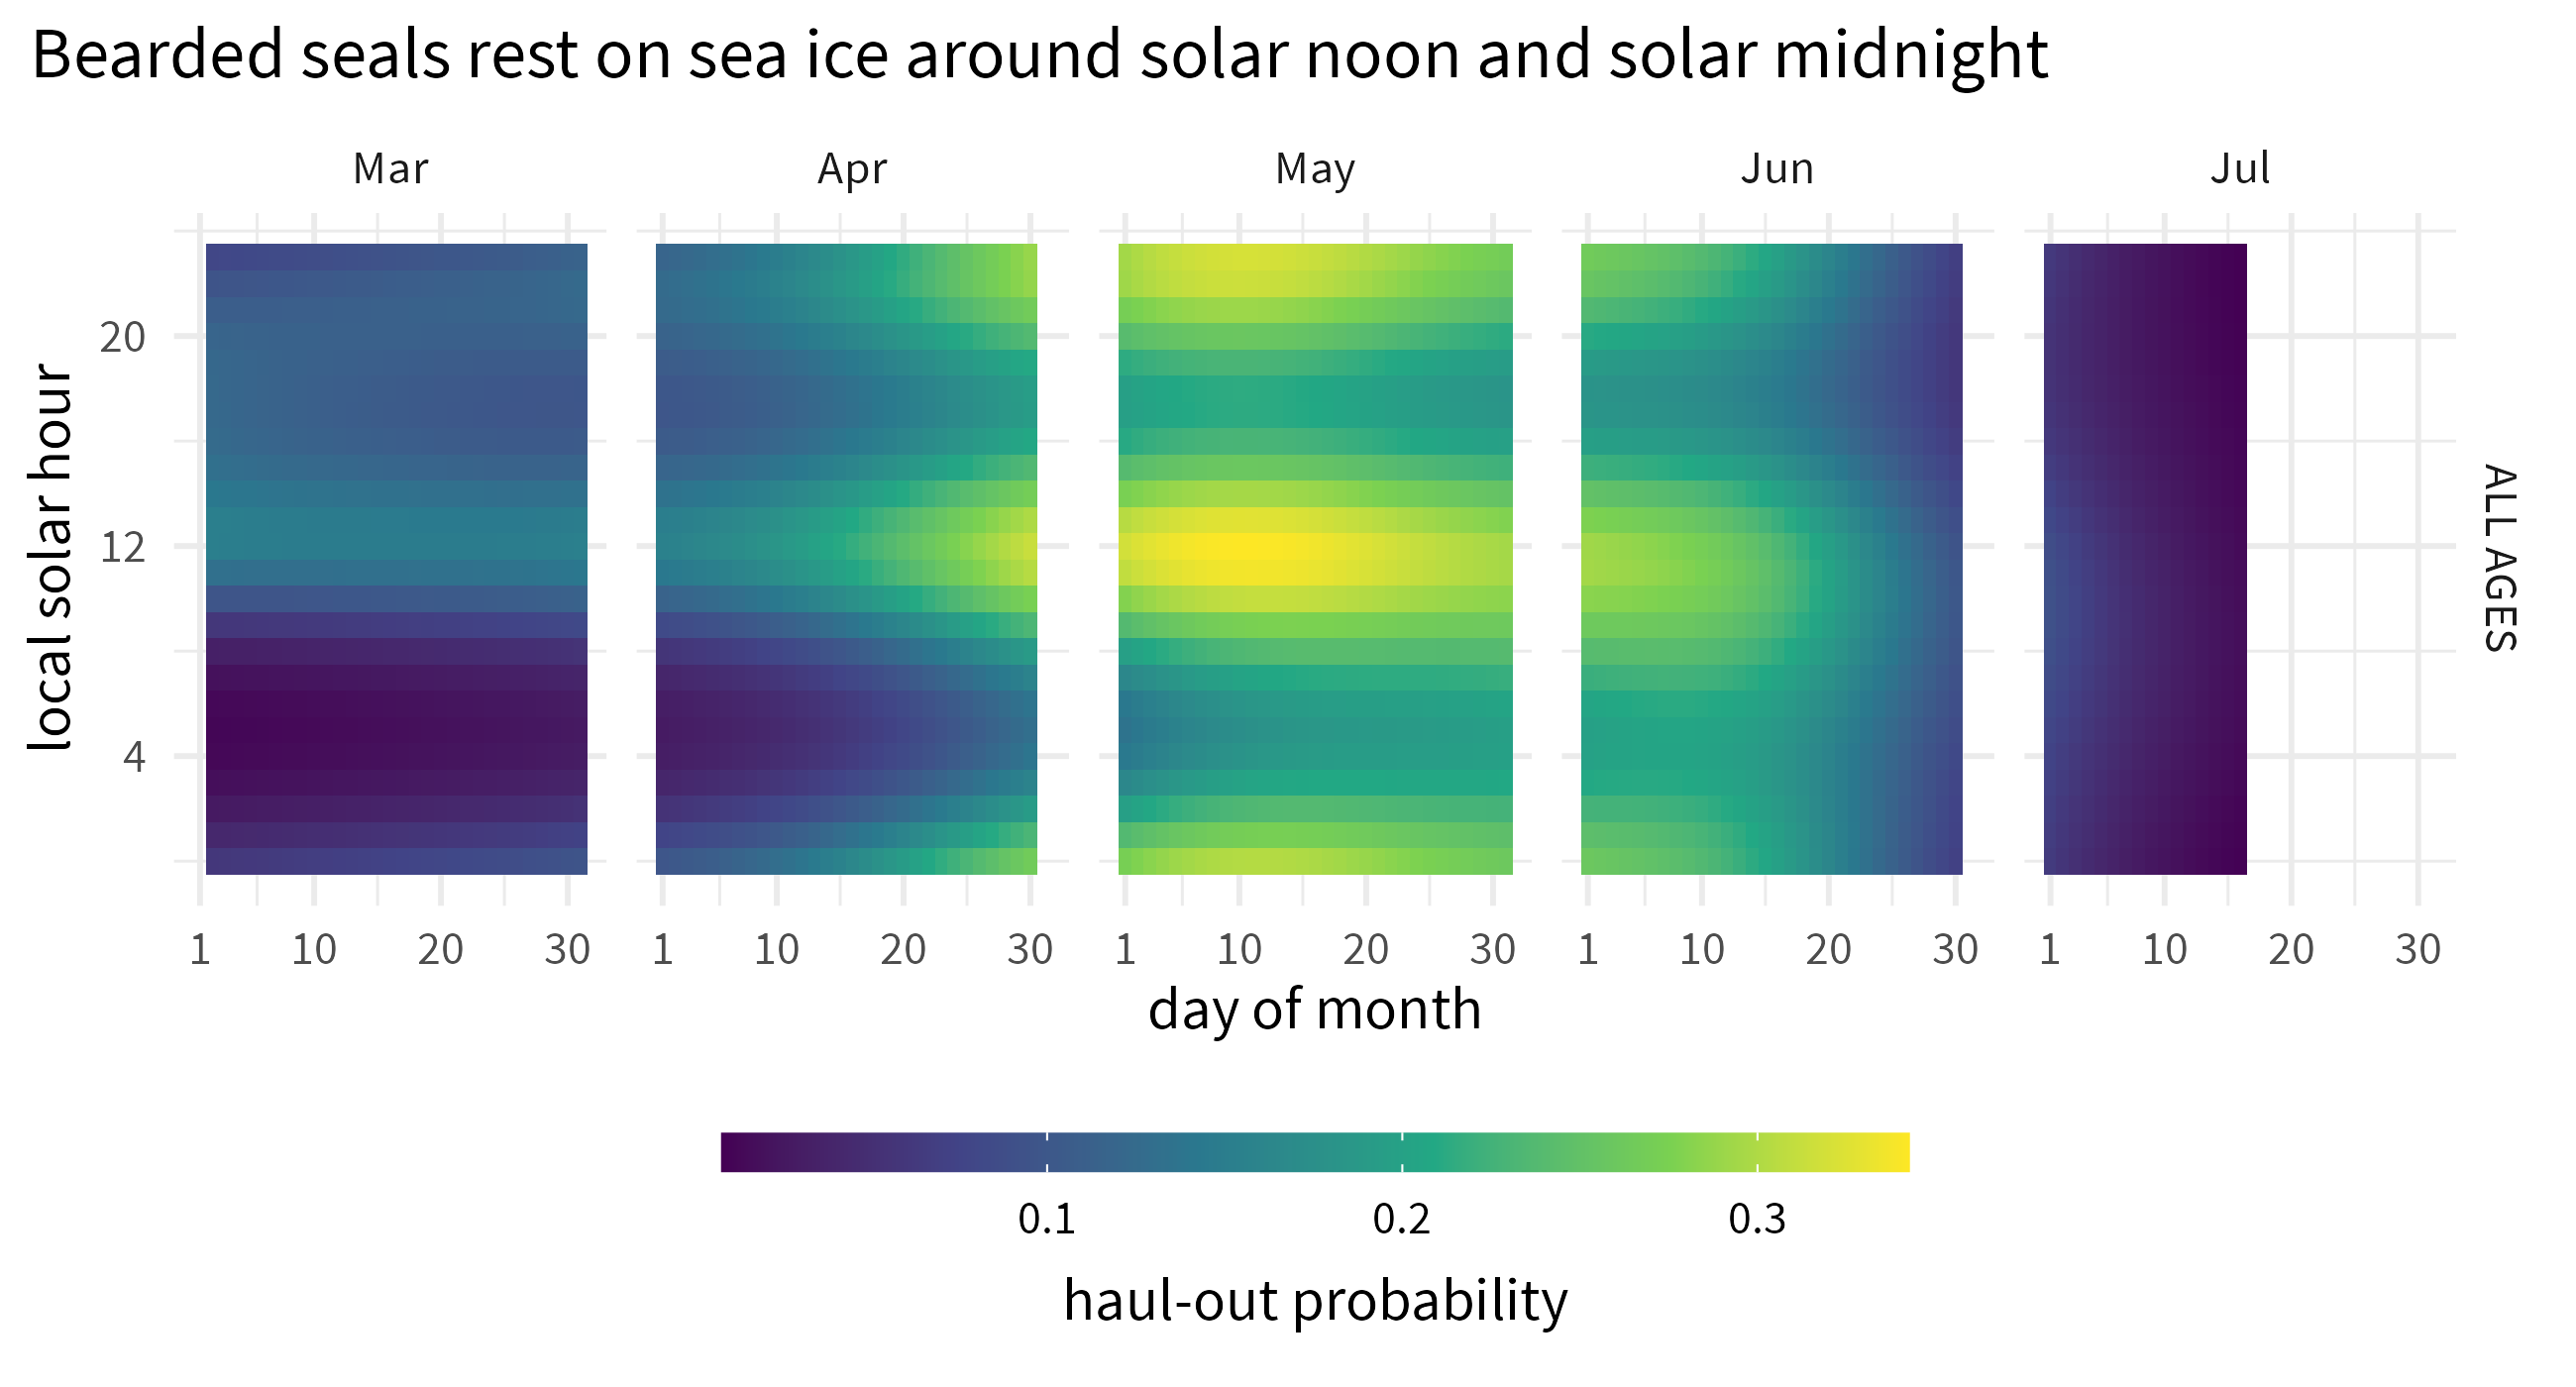 Bearded seals rest on sea ice around solar noon and solar midnight
Mar Apr May Jun Jul
local solar hour
20
12
4
ALL AGES
1 10 20 30 1 10 20 30 1 10 20 30 1 10 20 30 1 10 20 30
day of month
0.1 0.2 0.3
haul-out probability